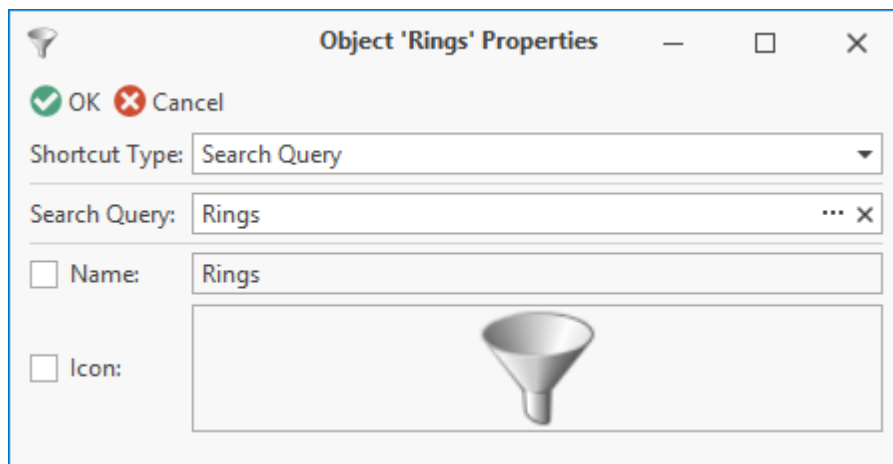 Object 'Rings' Properties
OK Cancel
Shortcut Type: Search Query
Search Query: Rings
Name: Rings
Icon: